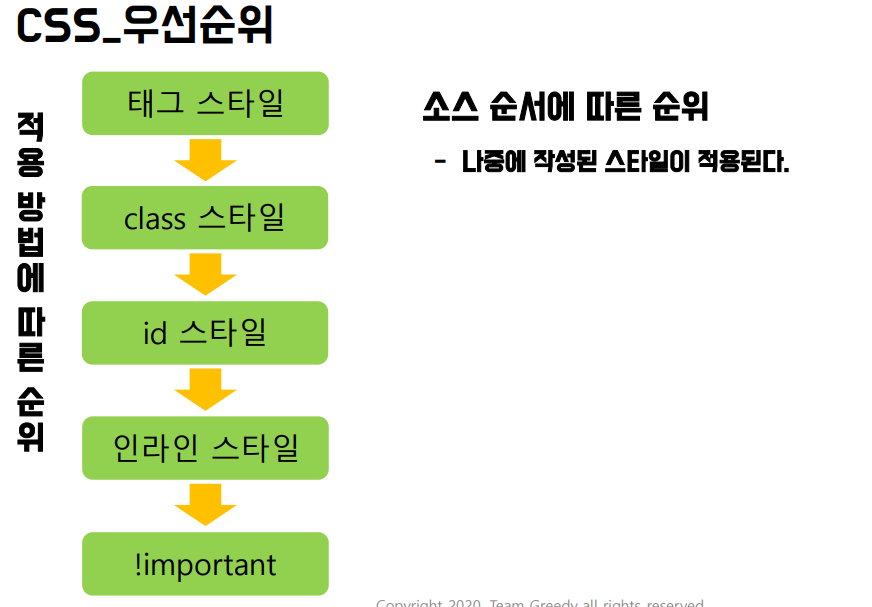 CSS_우선순위
적용 방법에 따른 순위
태그 스타일
class 스타일
id 스타일
인라인 스타일
!important
소스 순서에 따른 순위
- 나중에 작성된 스타일이 적용된다.
Copyright 2020. Team Greedy all rights reserved